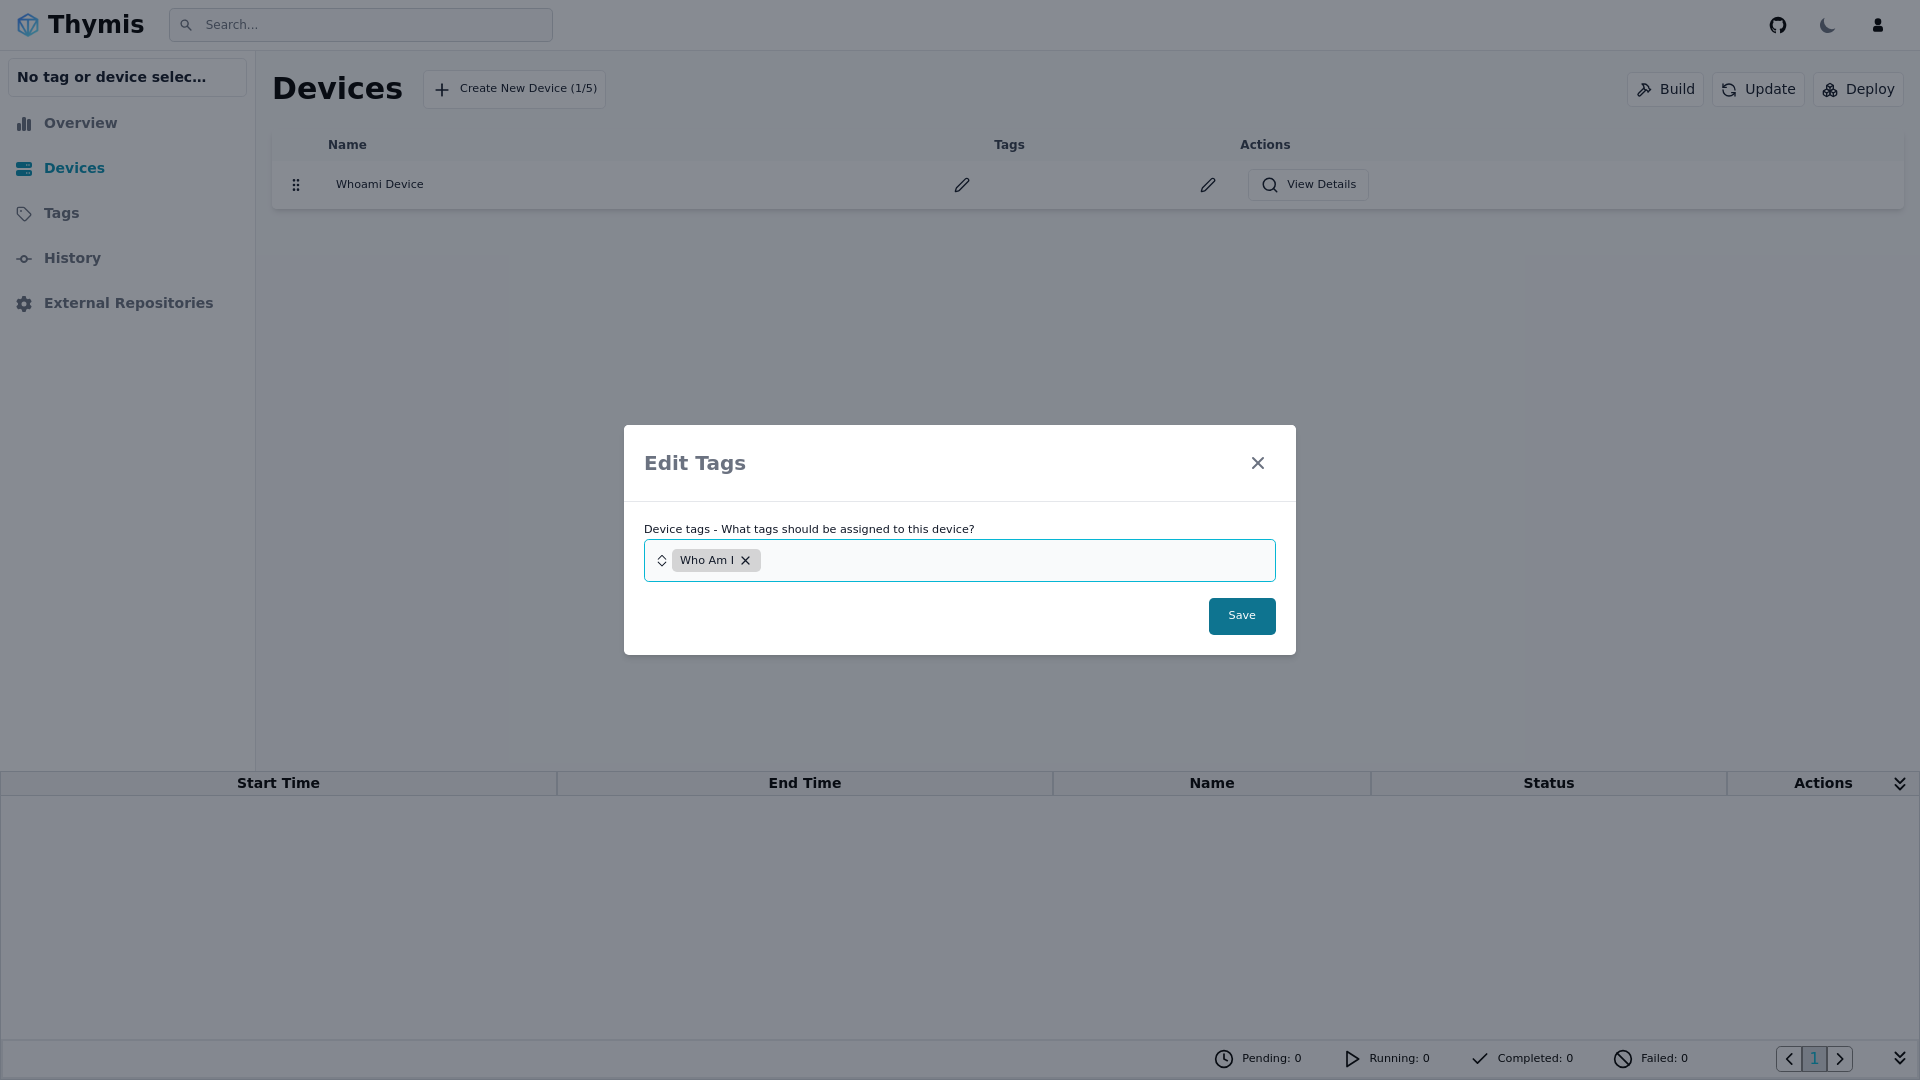 Thymis
Search...
No tag or device selec...
Overview
Devices
Tags
History
External Repositories
Devices
Create New Device (1/5)
Build
Update
Deploy
Name
Tags
Actions
Whoami Device
View Details
Edit Tags
Device tags - What tags should be assigned to this device?
Who Am I
Save
Start Time
End Time
Name
Status
Actions
Pending: 0
Running: 0
Completed: 0
Failed: 0
1